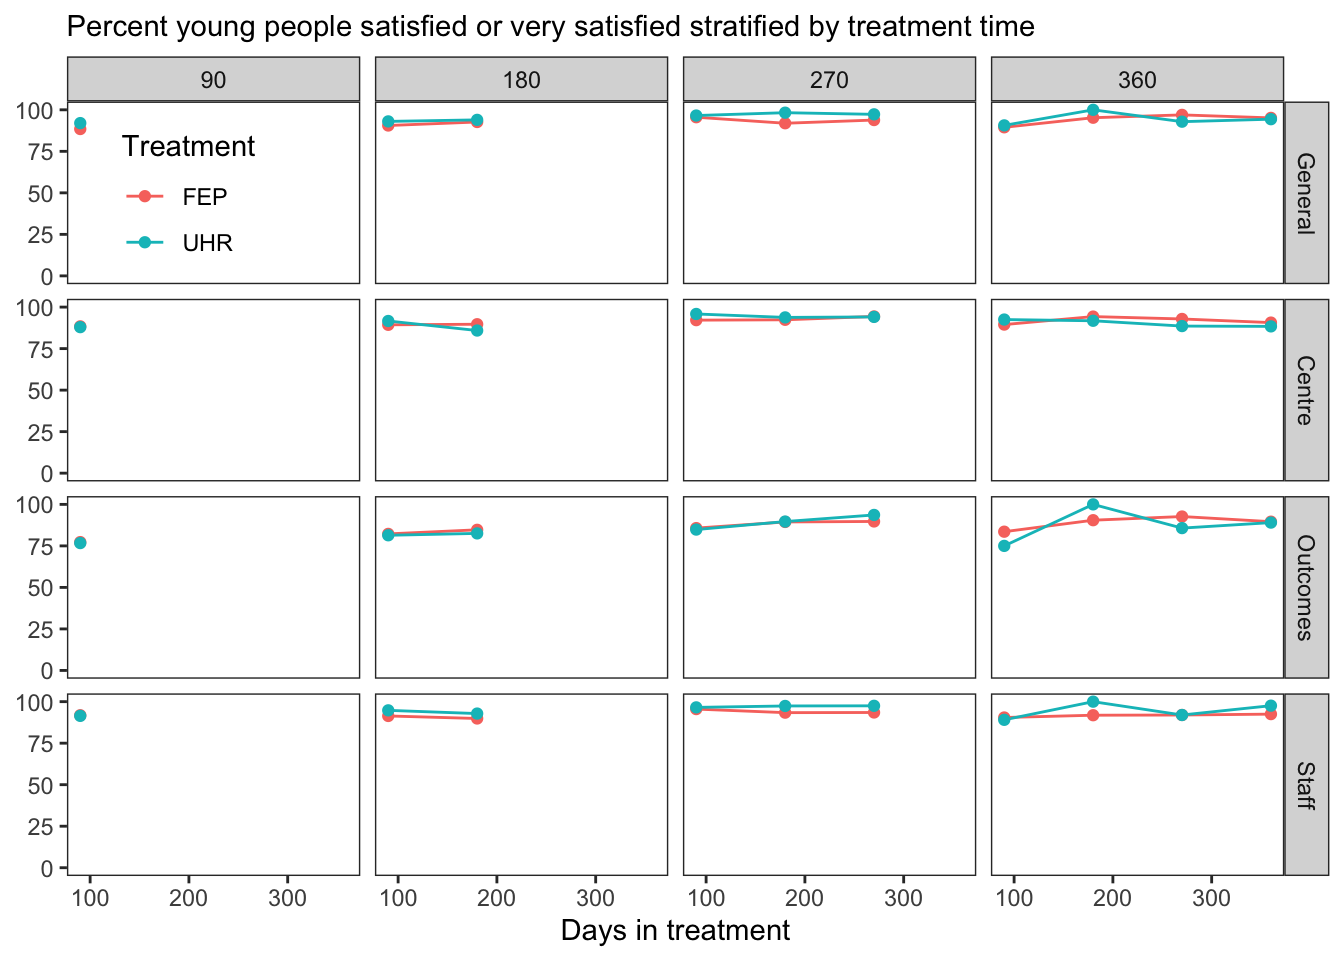 Percent young people satisfied or very satisfied stratified by treatment time
90 180 270 360
100
75
50
25
0
Treatment
FEP
UHR
General
100
75
50
25
0
Centre
100
75
50
25
0
Outcomes
100
75
50
25
0
Staff
100 200 300 100 200 300 100 200 300 100 200 300
Days in treatment